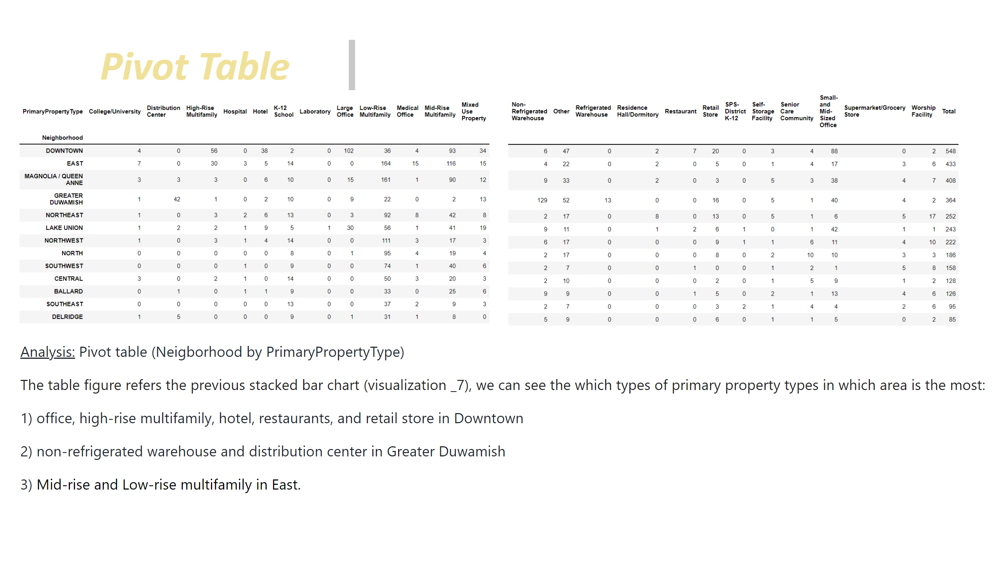 Pivot Table
PrimaryPropertyType College/University Distribution Center High-Rise Multifamily Hospital Hotel K-12 School Laboratory Large Office Low-Rise Multifamily Medical Office Mid-Rise Multifamily Mixed Use Property
Neighborhood
DOWNTOWN 4 0 56 0 38 2 0 102 36 4 93 34
EAST 7 0 30 3 5 14 0 0 164 15 116 15
MAGNOLIA / QUEEN ANNE 3 3 3 0 6 10 0 15 161 1 90 12
GREATER DUWAMISH 1 42 1 0 2 10 0 9 22 0 2 13
NORTHEAST 1 0 3 2 6 13 0 3 92 8 42 8
LAKE UNION 1 2 2 1 9 5 1 30 56 1 41 19
NORTHWEST 1 0 3 1 4 14 0 0 111 3 17 3
NORTH 0 0 0 0 0 8 0 1 95 4 19 4
SOUTHWEST 0 0 0 1 0 9 0 0 74 1 40 6
CENTRAL 3 0 2 1 0 14 0 0 50 3 20 3
BALLARD 0 1 0 1 1 9 0 0 33 0 25 6
SOUTHEAST 0 0 0 0 0 13 0 0 37 2 9 3
DELRIDGE 1 5 0 0 0 9 0 1 31 1 8 0
Non-Refrigerated Warehouse Other Refrigerated Warehouse Residence Hall/Dormitory Restaurant Retail Store SPS-District K-12 Self-Storage Facility Senior Care Community Small- and Mid-Sized Office Supermarket/Grocery Store Worship Facility Total
6 47 0 2 7 20 0 3 4 88 0 2 548
4 22 0 2 0 5 0 1 4 17 3 6 433
9 33 0 2 0 3 0 5 3 38 4 7 408
129 52 13 0 0 16 0 5 1 40 4 2 364
2 17 0 8 0 13 0 5 1 6 5 17 252
9 11 0 1 2 6 1 0 1 42 1 1 243
6 17 0 0 0 9 1 1 6 11 4 10 222
2 17 0 0 0 8 0 2 10 10 3 3 186
2 7 0 0 1 0 0 1 2 1 5 8 158
2 10 0 0 0 2 0 1 5 9 1 2 128
9 9 0 0 1 5 0 2 1 13 4 6 126
2 7 0 0 0 3 2 1 4 4 2 6 95
5 9 0 0 0 6 0 1 1 5 0 2 85
Analysis: Pivot table (Neigborhood by PrimaryPropertyType)
The table figure refers the previous stacked bar chart (visualization _7), we can see the which types of primary property types in which area is the most:
1) office, high-rise multifamily, hotel, restaurants, and retail store in Downtown
2) non-refrigerated warehouse and distribution center in Greater Duwamish
3) Mid-rise and Low-rise multifamily in East.